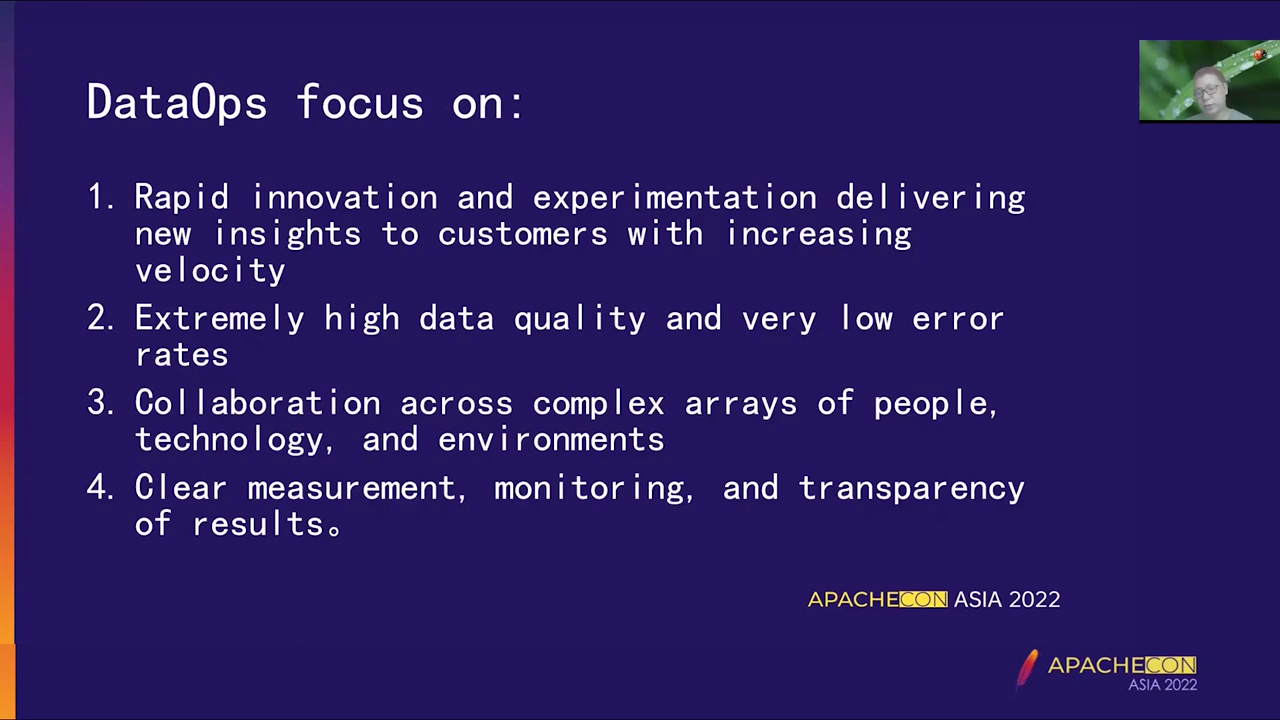 DataOps focus on:
1. Rapid innovation and experimentation delivering
new insights to customers with increasing
velocity
2. Extremely high data quality and very low error
rates
3. Collaboration across complex arrays of people,
technology, and environments
4. Clear measurement, monitoring, and transparency
of results。
APACHECON ASIA 2022
APACHECON
ASIA 2022